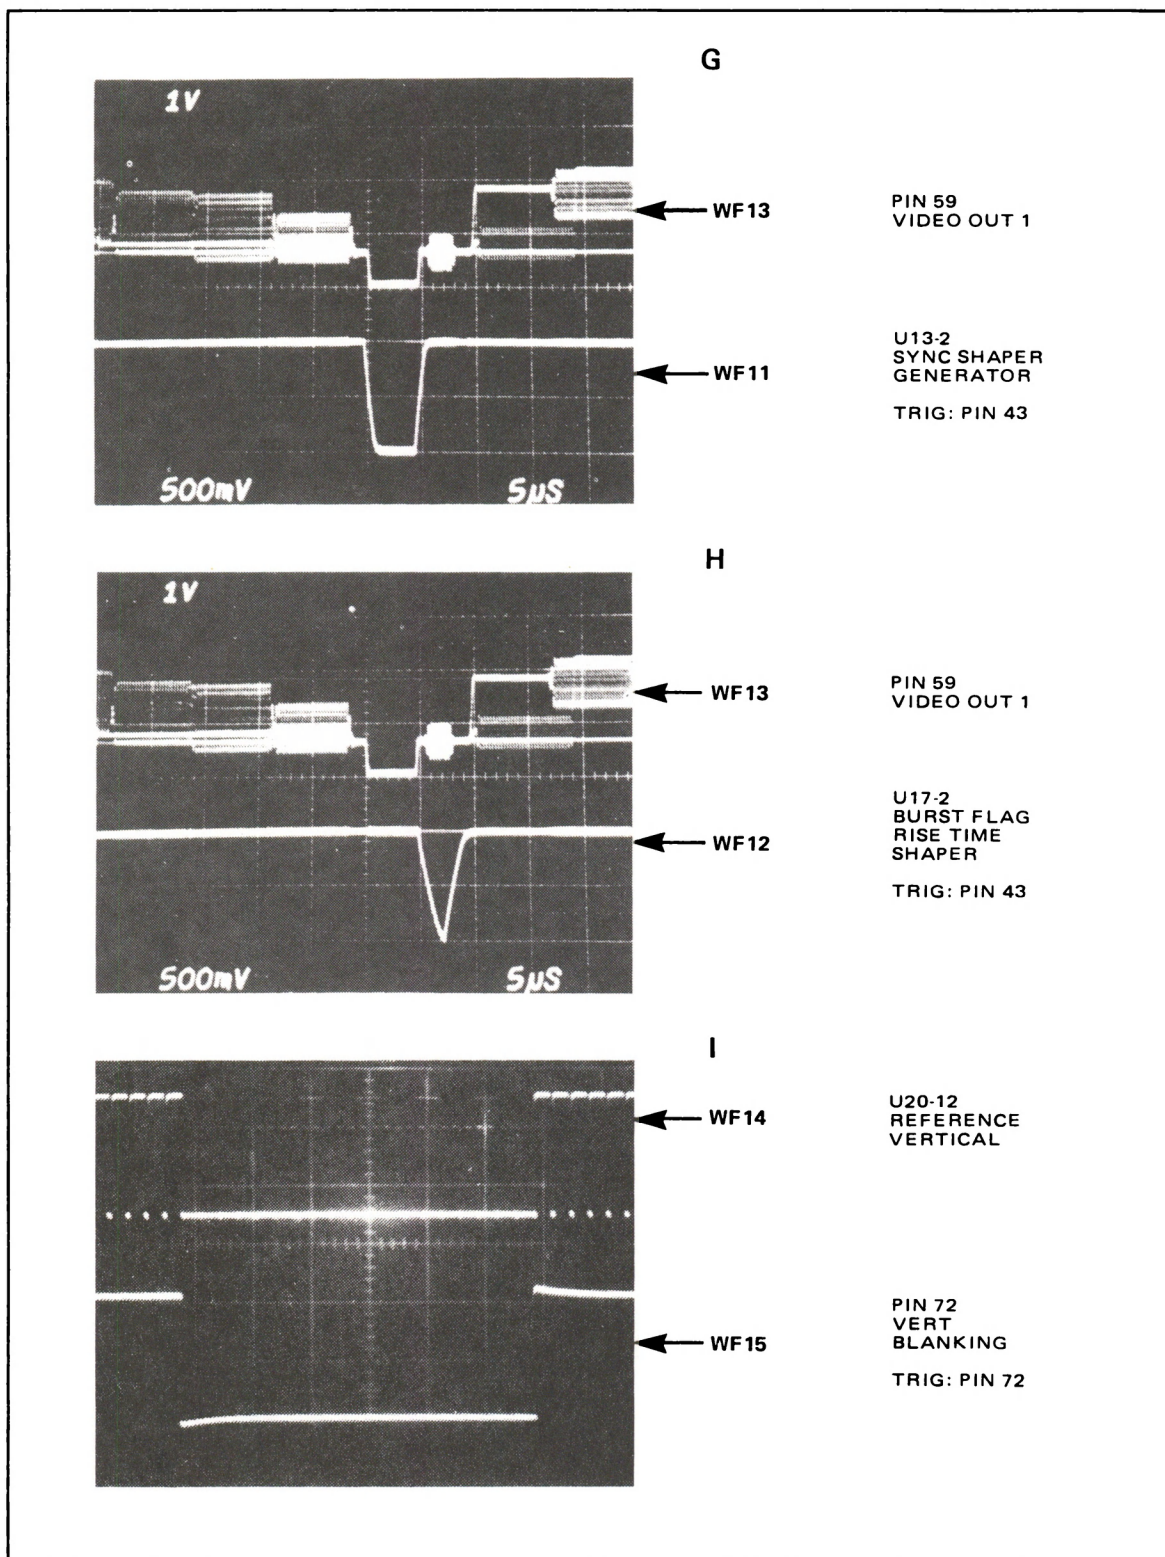 G
1V
WF13
PIN 59
VIDEO OUT 1
WF11
U13-2
SYNC SHAPER
GENERATOR
TRIG: PIN 43
500mV
5µS
H
1V
WF13
PIN 59
VIDEO OUT 1
WF12
U17-2
BURST FLAG
RISE TIME
SHAPER
TRIG: PIN 43
500mV
5µS
I
WF14
U20-12
REFERENCE
VERTICAL
WF15
PIN 72
VERT
BLANKING
TRIG: PIN 72